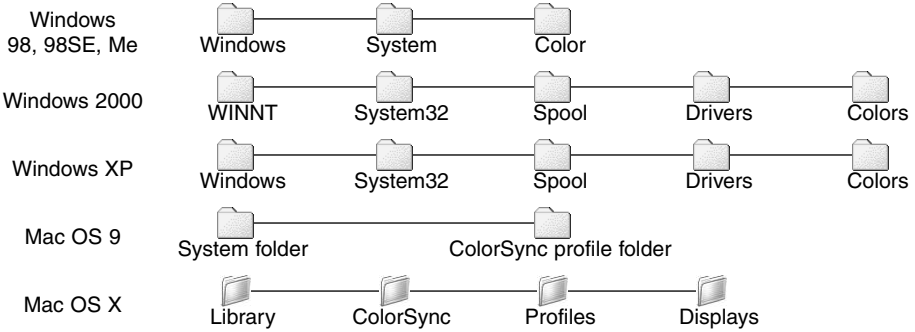 Windows
98, 98SE, Me
Windows System Color
Windows 2000
WINNT System32 Spool Drivers Colors
Windows XP
Windows System32 Spool Drivers Colors
Mac OS 9
System folder ColorSync profile folder
Mac OS X
Library ColorSync Profiles Displays